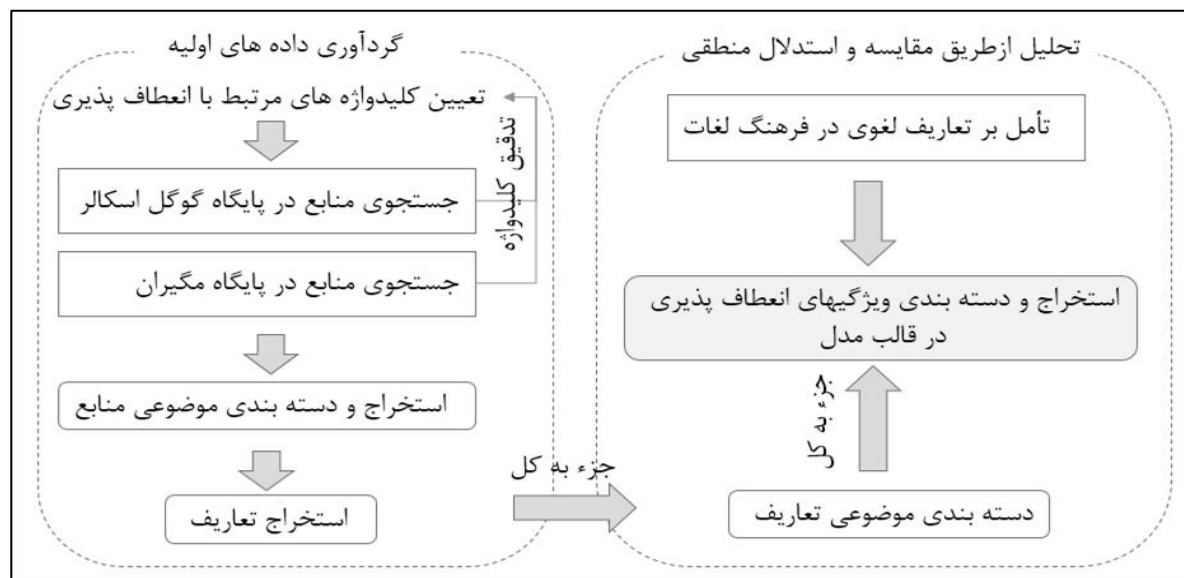 گردآوری داده های اولیه
تعیین کلیدواژه های مرتبط با انعطاف پذیری
تدقیق کلیدواژه
جستجوی منابع در پایگاه گوگل اسکالر
جستجوی منابع در پایگاه مگیران
استخراج و دسته بندی موضوعی منابع
استخراج تعاریف
جزء به کل
تحلیل ازطریق مقایسه و استدلال منطقی
تأمل بر تعاریف لغوی در فرهنگ لغات
استخراج و دسته بندی ویژگیهای انعطاف پذیری
در قالب مدل
جزء به کل
دسته بندی موضوعی تعاریف